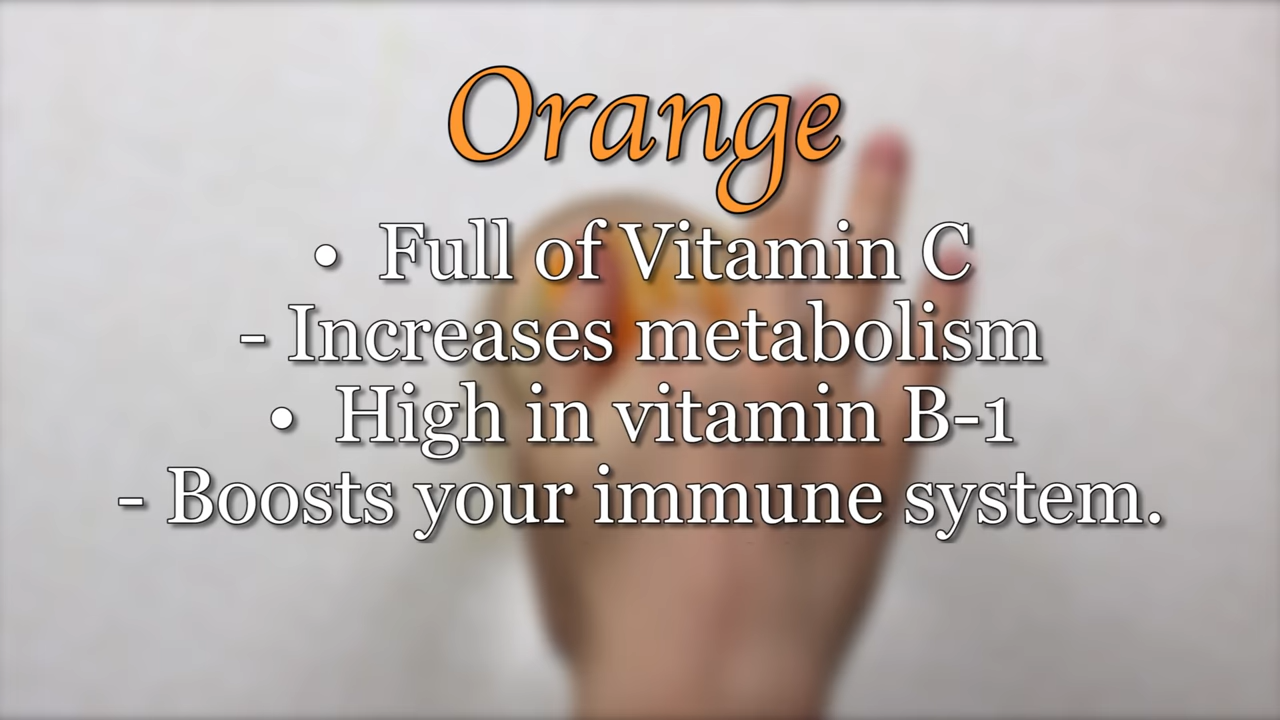 Orange
• Full of Vitamin C
- Increases metabolism
• High in vitamin B-1
- Boosts your immune system.